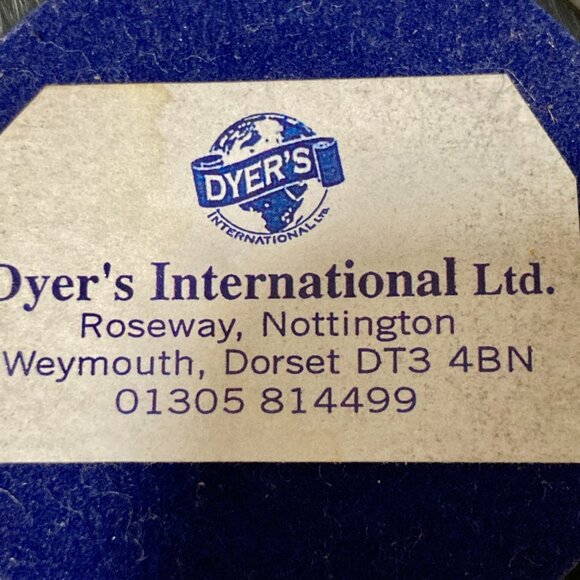 DYER'S
INTERNATIONAL LTD.
Dyer's International Ltd.
Roseway, Nottington
Weymouth, Dorset DT3 4BN
01305 814499